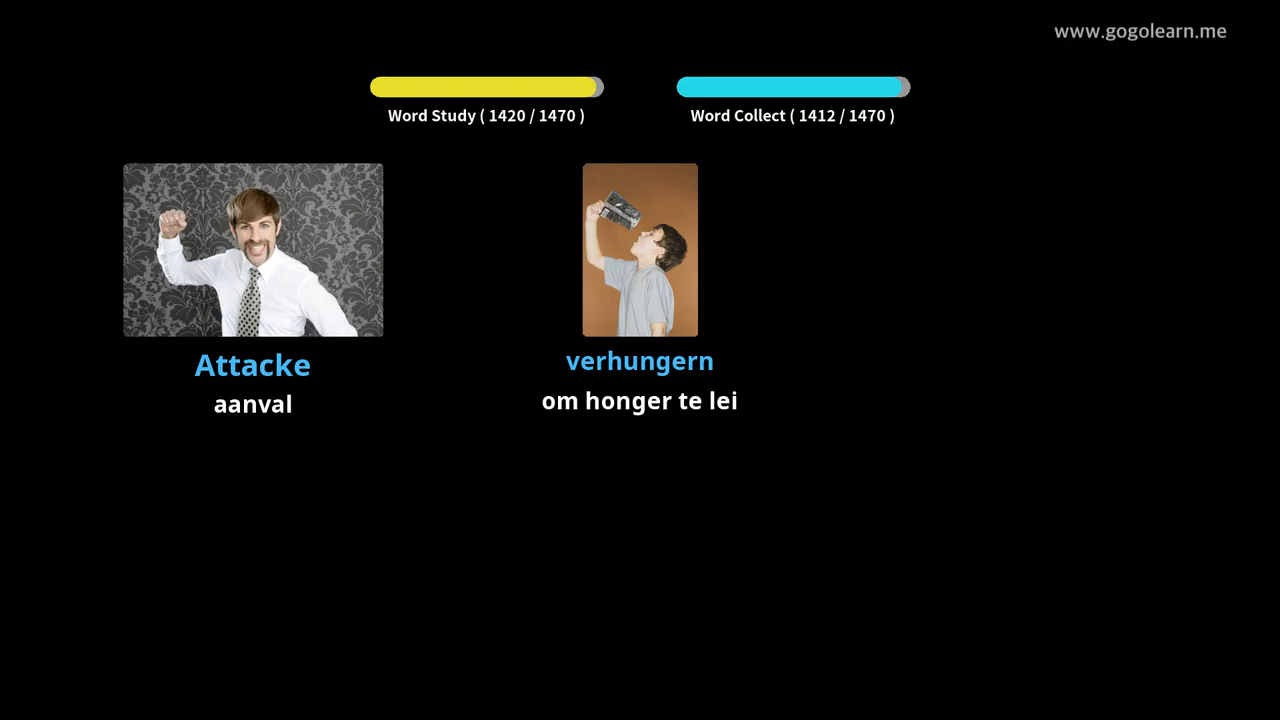 www.gogolearn.me
Word Study ( 1420 / 1470 )
Word Collect ( 1412 / 1470 )
Attacke
verhungern
aanval
om honger te lei